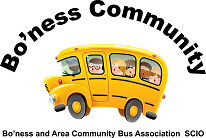 Bo'ness Community
Bo'ness and Area Community Bus Association SCIO